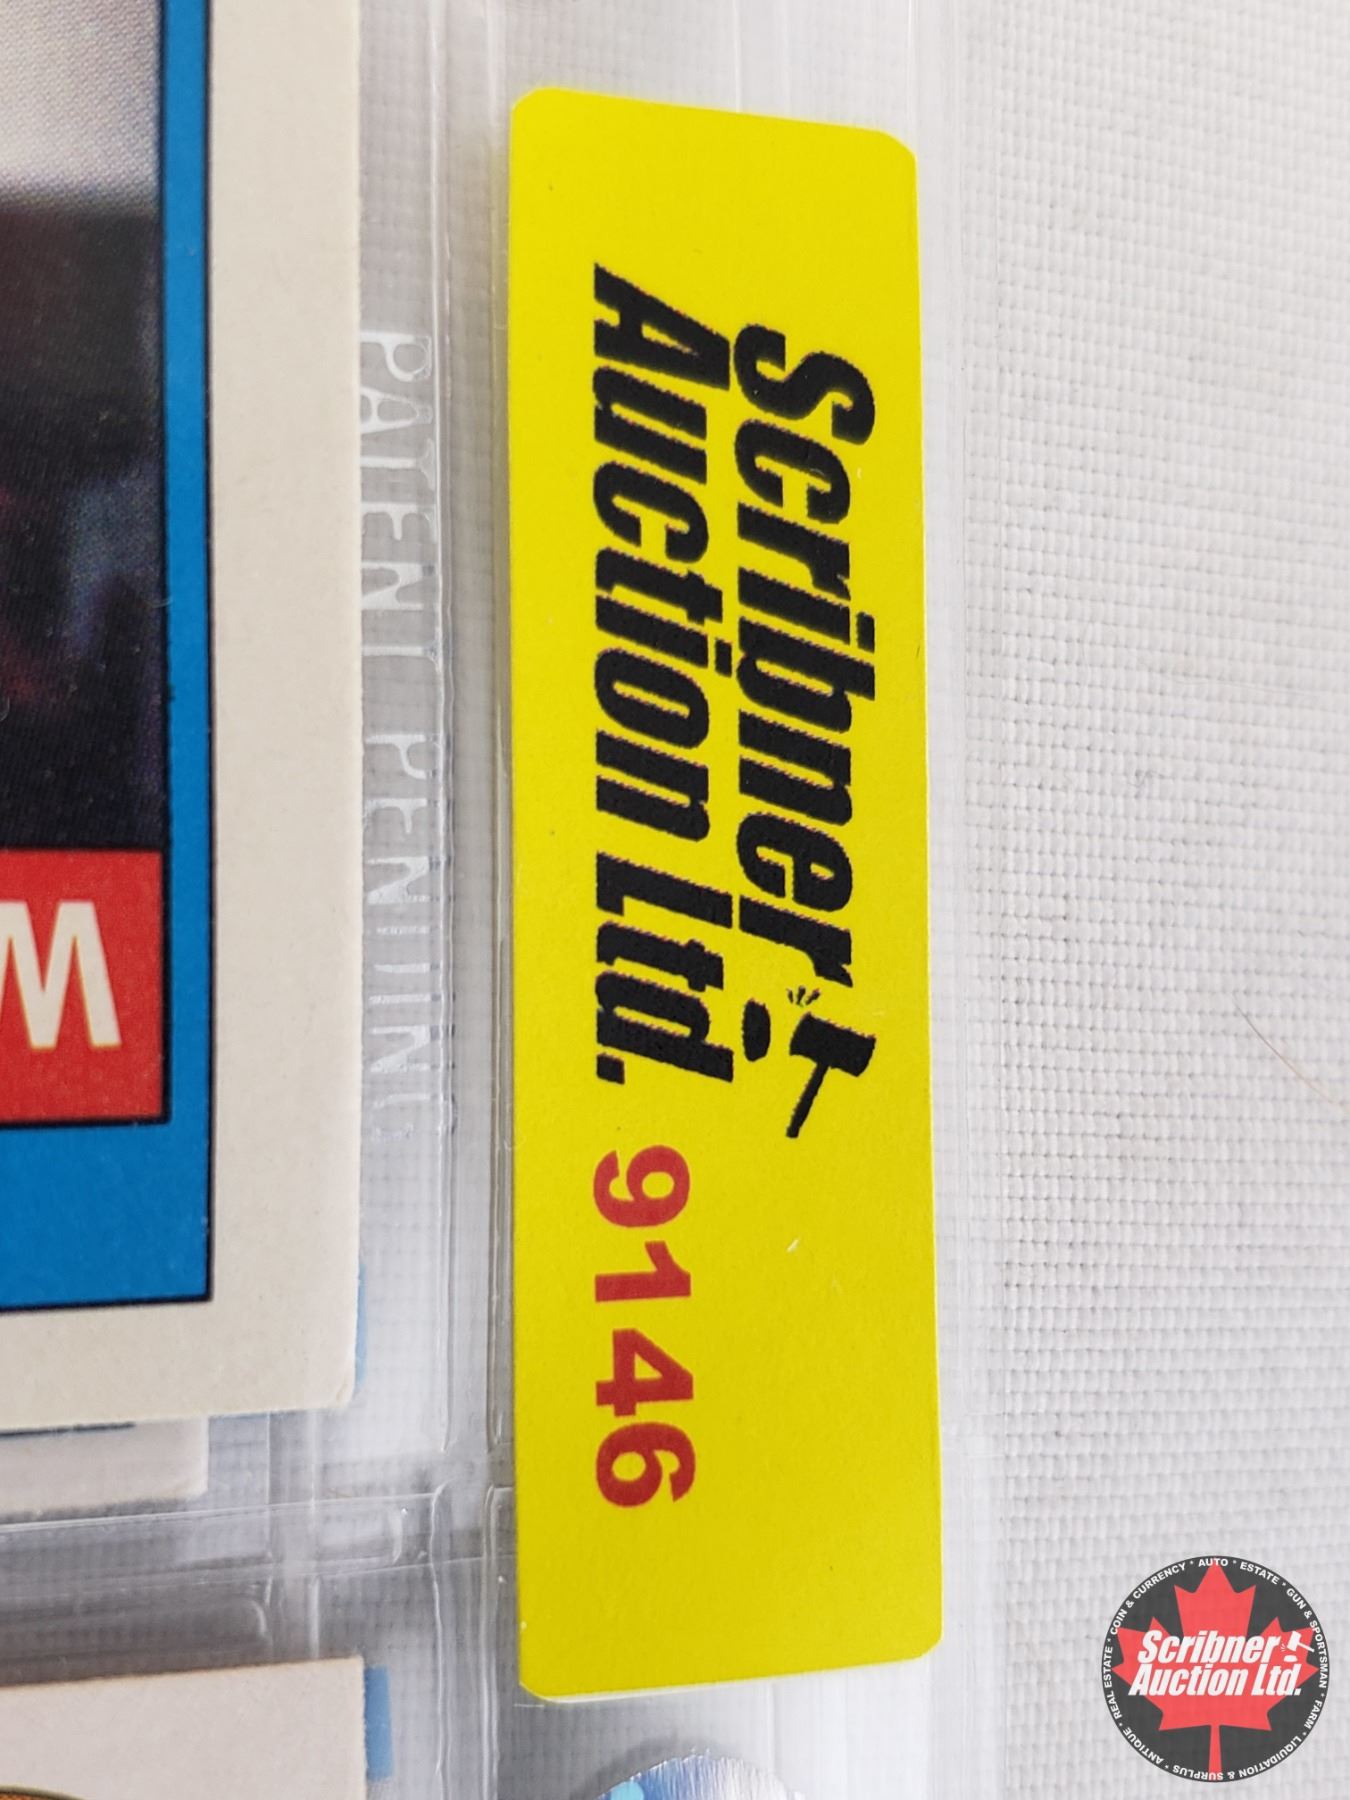 Scribner
Auction Ltd.
9146
PATENT PENDING
W
Scribner
Auction Ltd.
COIN & CURRENCY * AUTO * ESTATE * GUN & SPORTSMAN * FARM * LIQUIDATION & SURPLUS * ANTIQUE * REAL ESTATE *